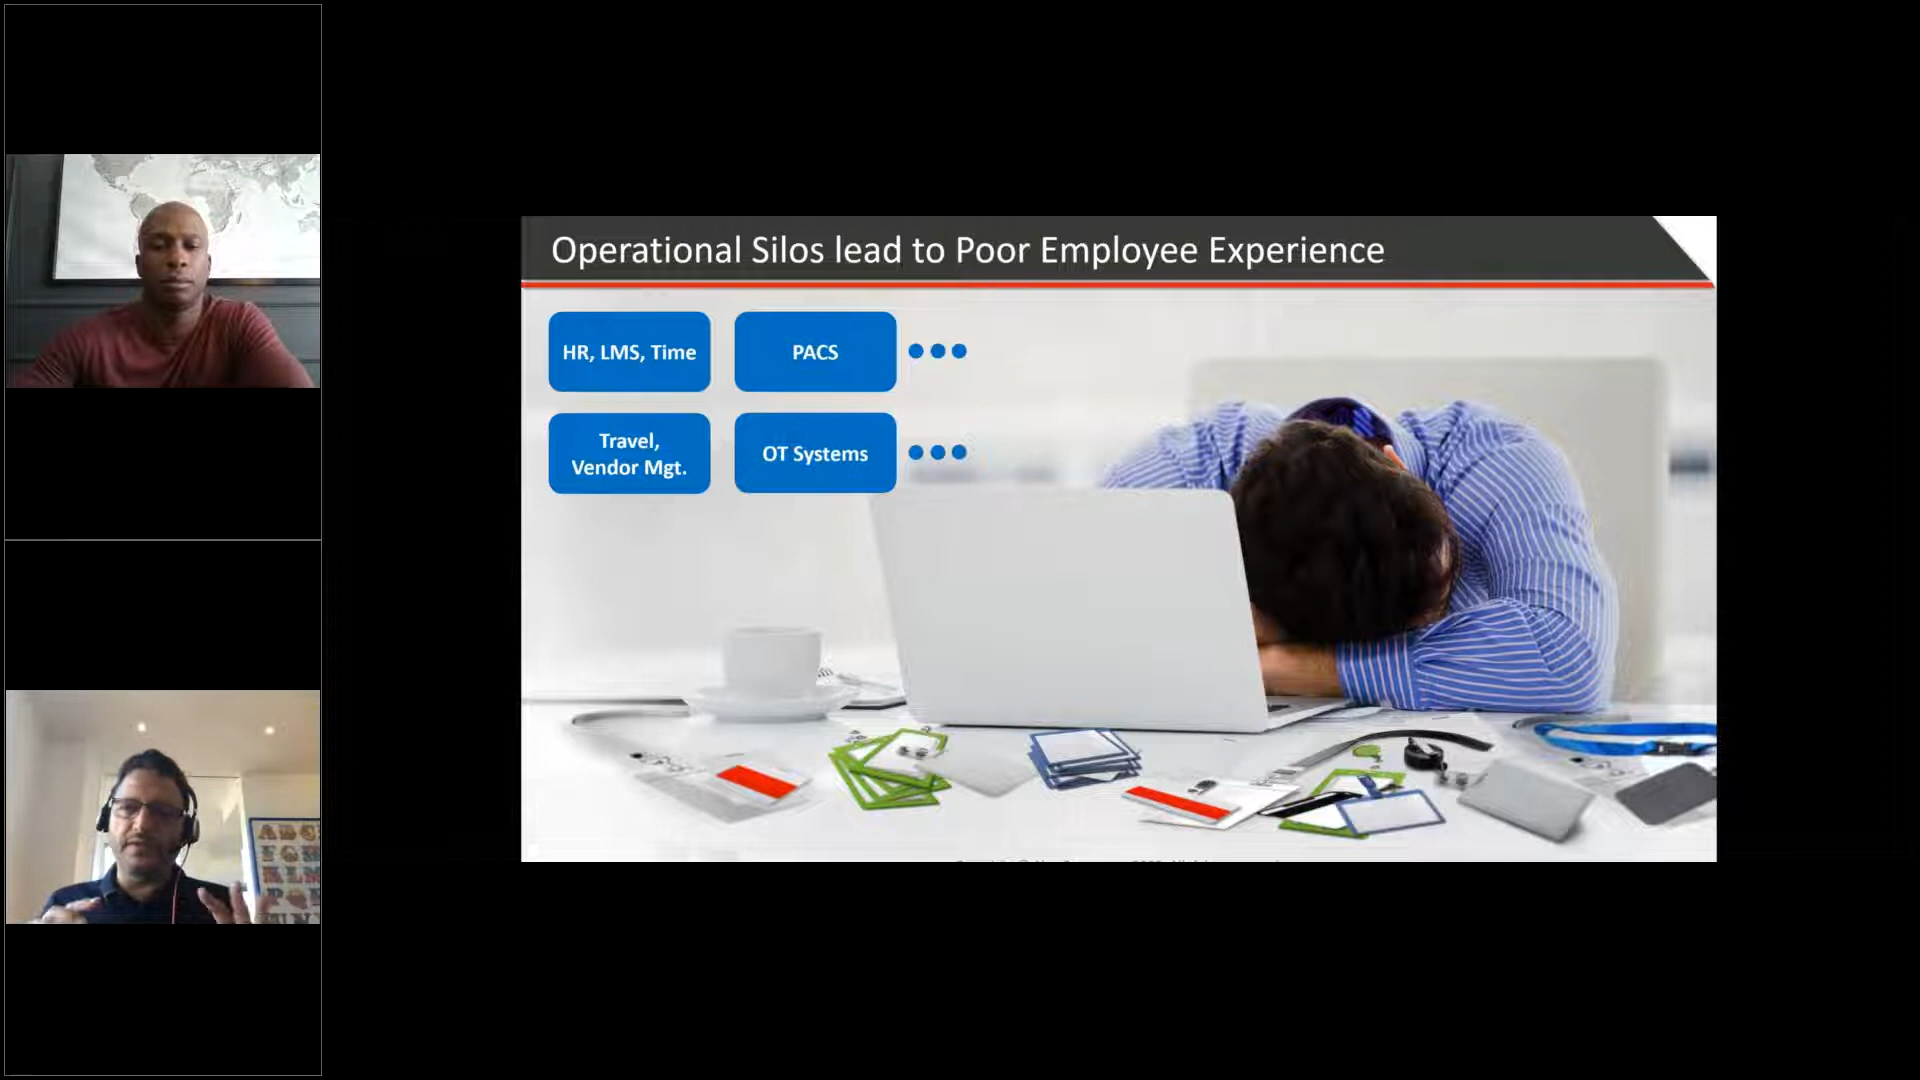 Operational Silos lead to Poor Employee Experience
HR, LMS, Time
PACS
Travel,
Vendor Mgt.
OT Systems